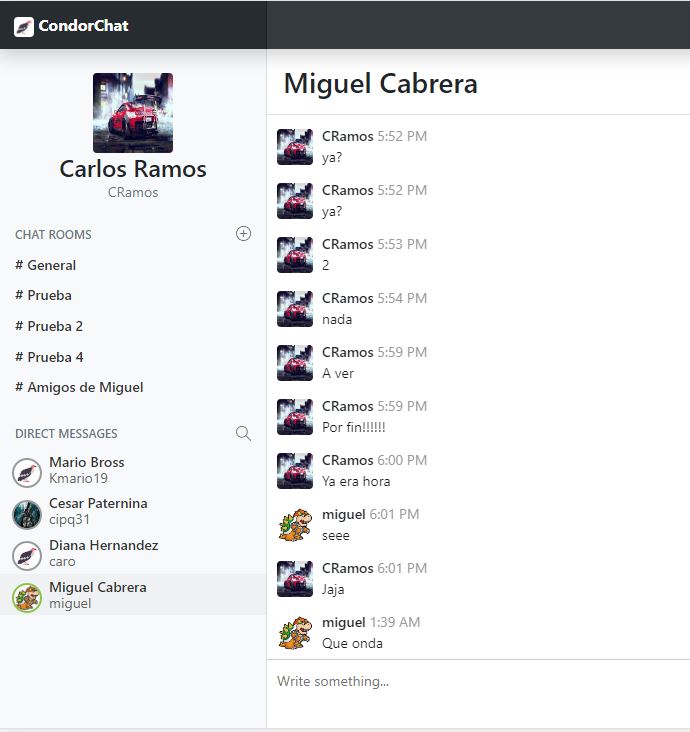 CondorChat
Carlos Ramos
CRamos
CHAT ROOMS
# General
# Prueba
# Prueba 2
# Prueba 4
# Amigos de Miguel
DIRECT MESSAGES
Mario Bross
Kmario19
Cesar Paternina
cipq31
Diana Hernandez
caro
Miguel Cabrera
miguel
Miguel Cabrera
CRamos 5:52 PM
ya?
CRamos 5:52 PM
ya?
CRamos 5:53 PM
2
CRamos 5:54 PM
nada
CRamos 5:59 PM
A ver
CRamos 5:59 PM
Por fin!!!!!!
CRamos 6:00 PM
Ya era hora
miguel 6:01 PM
seee
CRamos 6:01 PM
Jaja
miguel 1:39 AM
Que onda
Write something...